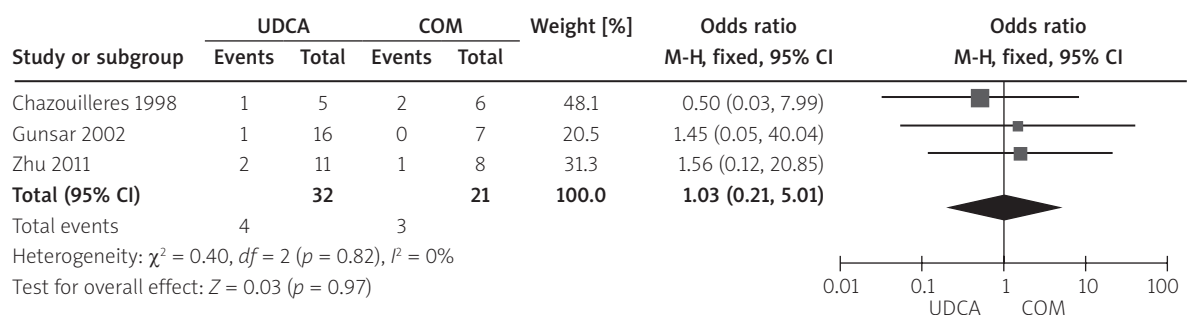 UDCA COM Weight [%] Odds ratio Odds ratio
Study or subgroup Events Total Events Total M-H, fixed, 95% CI M-H, fixed, 95% CI
Chazouilleres 1998 1 5 2 6 48.1 0.50 (0.03, 7.99)
Gunsar 2002 1 16 0 7 20.5 1.45 (0.05, 40.04)
Zhu 2011 2 11 1 8 31.3 1.56 (0.12, 20.85)
Total (95% CI) 32 21 100.0 1.03 (0.21, 5.01)
Total events 4 3
Heterogeneity: χ² = 0.40, df = 2 (p = 0.82), I² = 0%
Test for overall effect: Z = 0.03 (p = 0.97)
0.01 0.1 1 10 100
UDCA COM